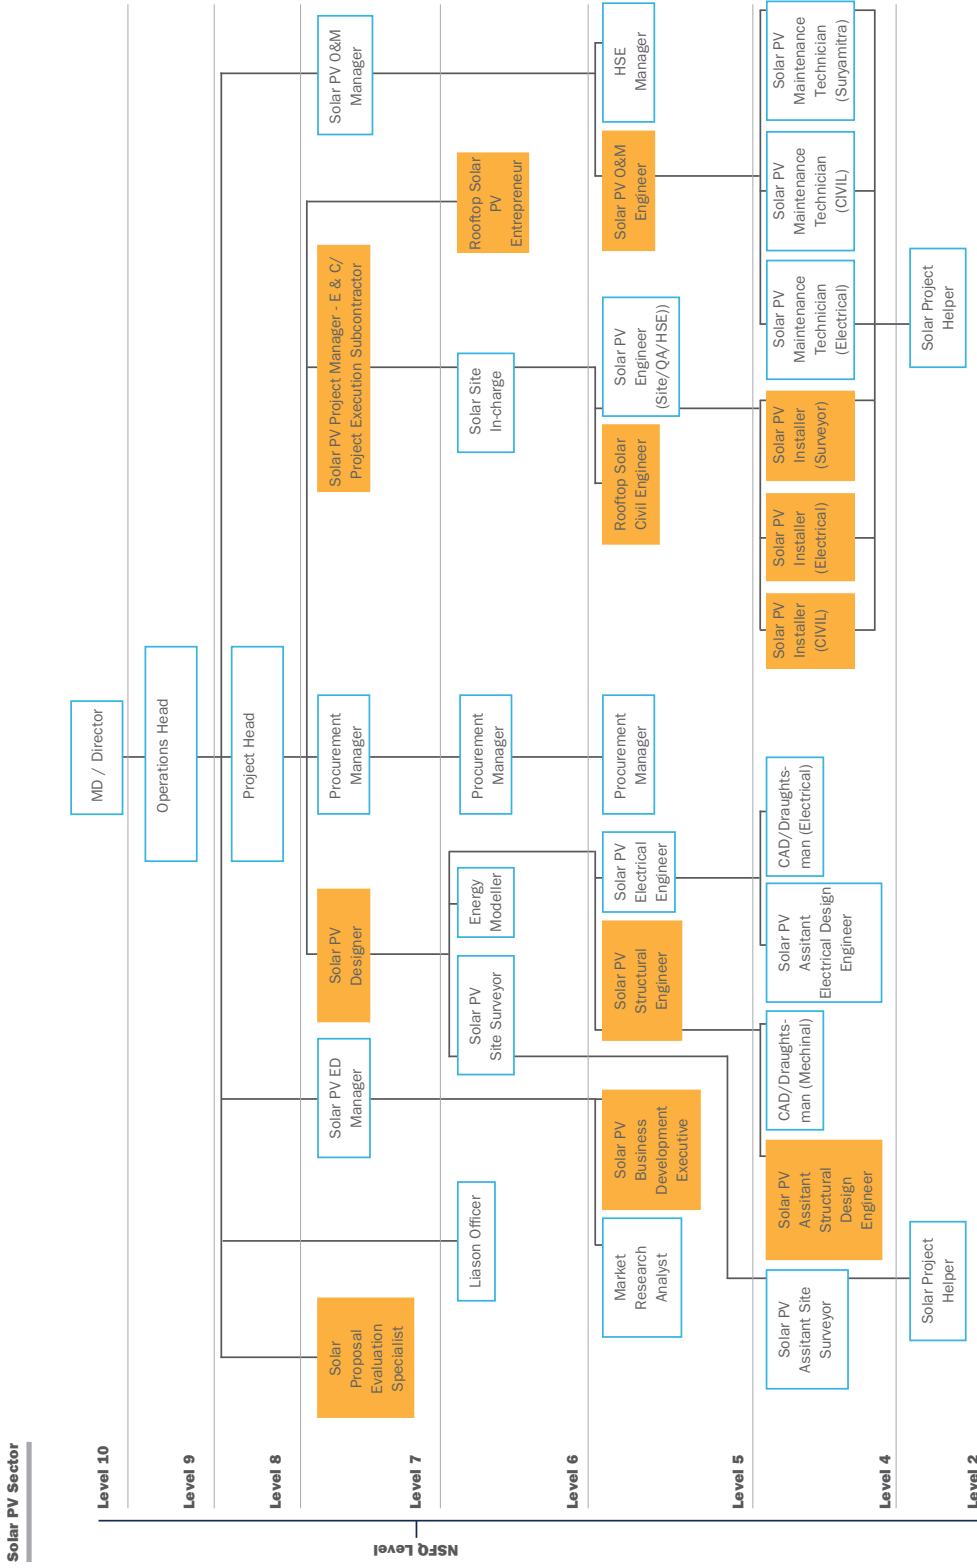 Solar PV Sector
NSFQ Level
Level 10
MD / Director
Level 9
Operations Head
Level 8
Project Head
Level 7
Solar
Proposal
Evaluation
Specialist
Solar PV ED
Manager
Solar PV
Designer
Procurement
Manager
Solar PV Project Manager - E & C/
Project Execution Subcontractor
Solar PV O&M
Manager
Level 6
Liason Officer
Solar PV
Site Surveyor
Energy
Modeller
Procurement
Manager
Solar Site
In-charge
Rooftop Solar
PV
Entrepreneur
Level 5
Market
Research
Analyst
Solar PV
Business
Development
Executive
Solar PV
Structural
Engineer
Solar PV
Electrical
Engineer
Procurement
Manager
Rooftop Solar
Civil Engineer
Solar PV
Engineer
(Site/QA/HSE))
Solar PV O&M
Engineer
HSE
Manager
Level 4
Solar PV
Assitant Site
Surveyor
Solar PV
Assitant
Structural
Design
Engineer
CAD/Draughts-
man (Mechinal)
Solar PV
Assitant
Electrical Design
Engineer
CAD/Draughts-
man (Electrical)
Solar PV
Installer
(CIVIL)
Solar PV
Installer
(Electrical)
Solar PV
Installer
(Surveyor)
Solar PV
Maintenance
Technician
(Electrical)
Solar PV
Maintenance
Technician
(CIVIL)
Solar PV
Maintenance
Technician
(Suryamitra)
Level 2
Solar Project
Helper
Solar Project
Helper